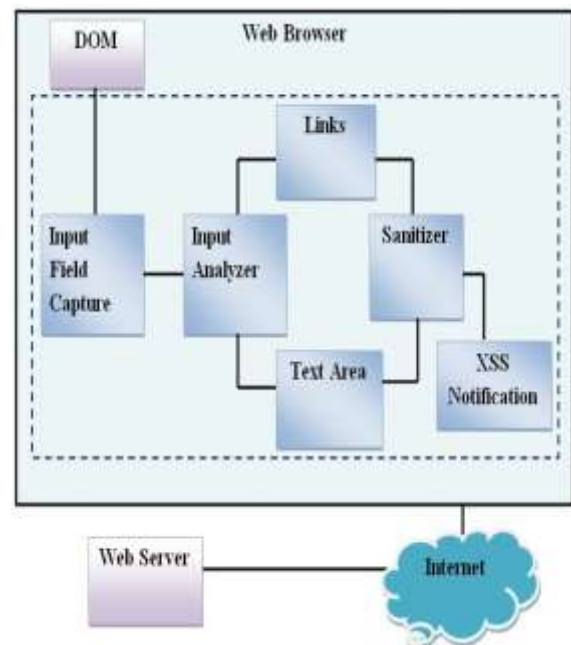 Web Browser
DOM
Links
Input
Field
Capture
Input
Analyzer
Sanitizer
Text Area
XSS
Notification
Web Server
Internet